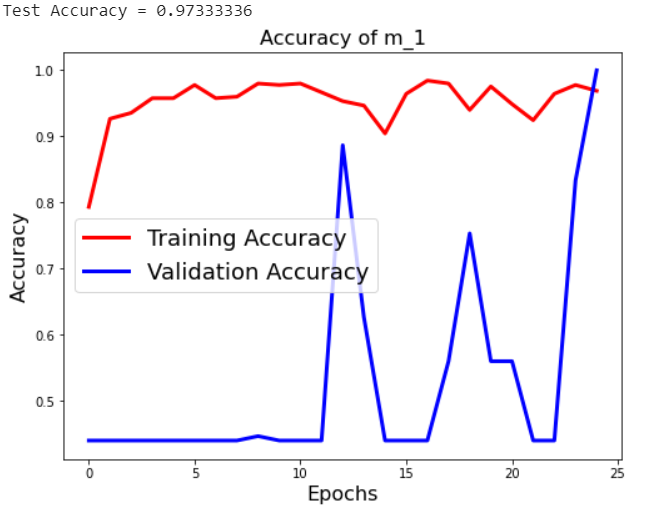 Test Accuracy = 0.97333336
Accuracy of m_1
1.0
0.9
0.8
0.7
0.6
0.5
Accuracy
Training Accuracy
Validation Accuracy
0 5 10 15 20 25
Epochs